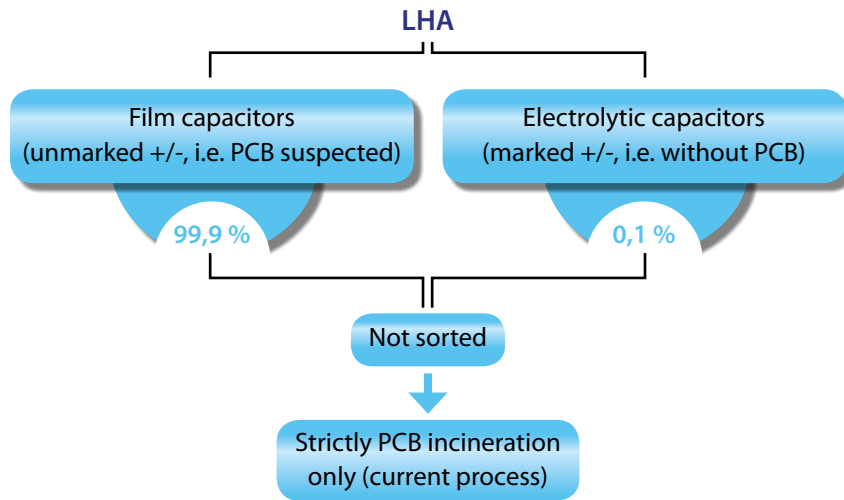 LHA
Film capacitors
(unmarked +/-, i.e. PCB suspected)
Electrolytic capacitors
(marked +/-, i.e. without PCB)
99,9 %
0,1 %
Not sorted
Strictly PCB incineration
only (current process)